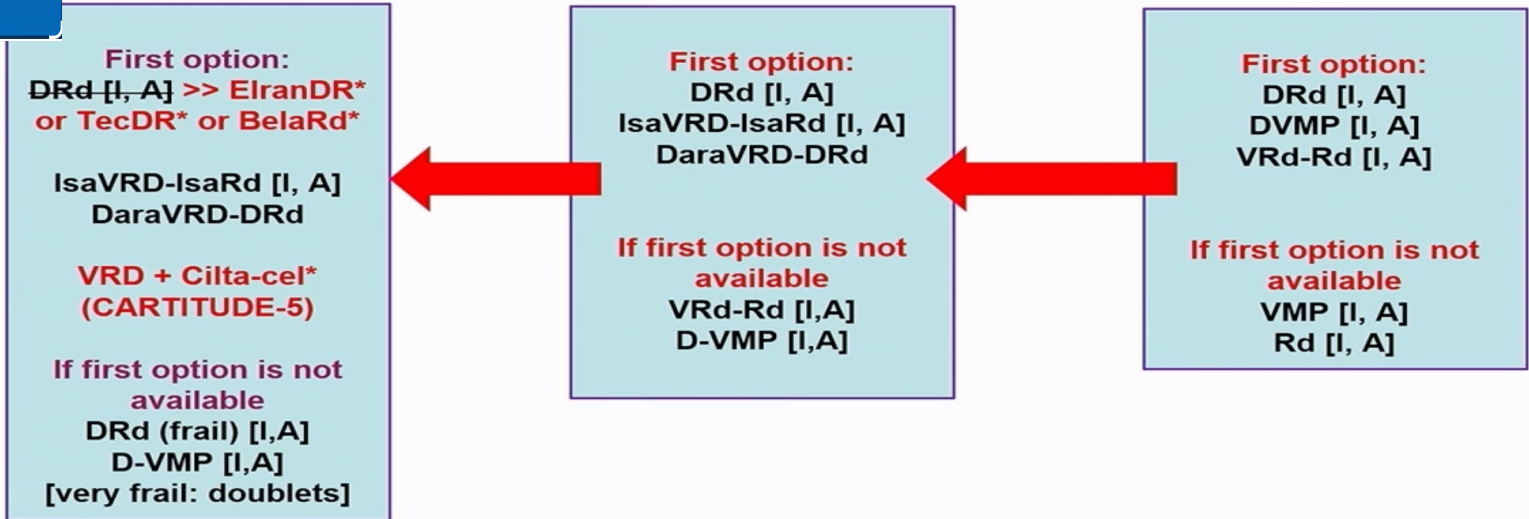 First option:
DRd [I, A] >> ElranDR*
or TecDR* or BelaRd*
IsaVRD-IsaRd [I, A]
DaraVRD-DRd
VRD + Cilta-cel*
(CARTITUDE-5)
If first option is not
available
DRd (frail) [I,A]
D-VMP [I,A]
[very frail: doublets]
First option:
DRd [I, A]
IsaVRD-IsaRd [I, A]
DaraVRD-DRd
If first option is not
available
VRd-Rd [I,A]
D-VMP [I,A]
First option:
DRd [I, A]
DVMP [I, A]
VRd-Rd [I, A]
If first option is not
available
VMP [I, A]
Rd [I, A]